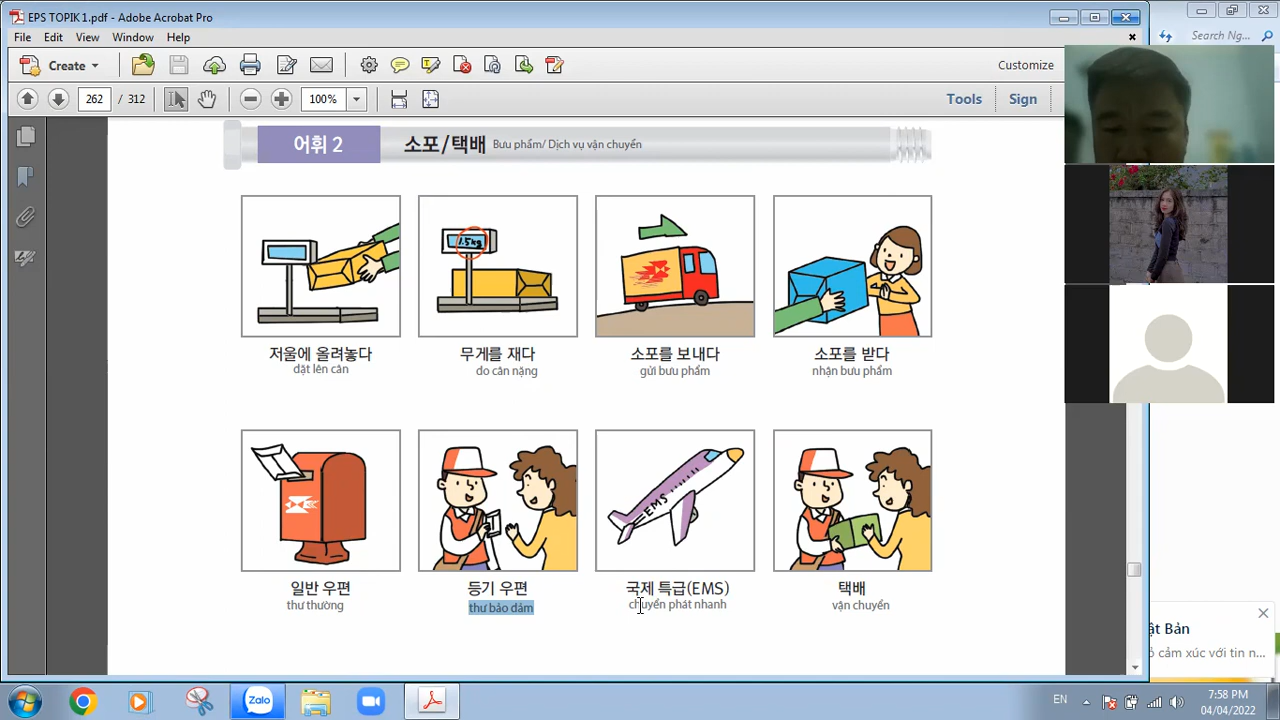 EPS TOPIK 1.pdf - Adobe Acrobat Pro
Search Ng...
File Edit View Window Help
Create
Customize
262 / 312
100%
Tools Sign
어휘 2 소포/택배 Bưu phẩm/ Dịch vụ vận chuyển
1.5kg
저울에 올려놓다 무게를 재다 소포를 보내다 소포를 받다
đặt lên cân đo cân nặng gửi bưu phẩm nhận bưu phẩm
EMS
일반 우편 등기 우편 국제 특급(EMS) 택배
thư thường thư bảo đảm chuyển phát nhanh vận chuyển
ật Bản
ỏ cảm xúc với tin n...
Zalo
EN
7:58 PM
04/04/2022